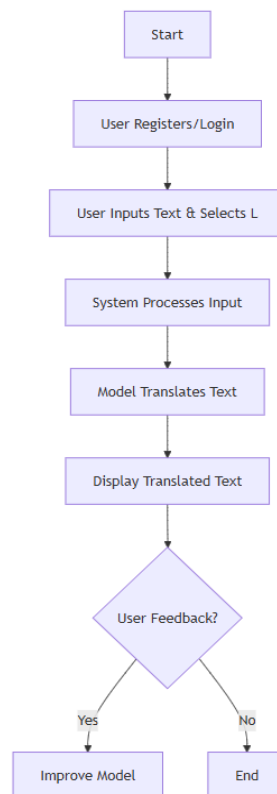 Start
User Registers/Login
User Inputs Text & Selects L
System Processes Input
Model Translates Text
Display Translated Text
User Feedback?
Yes
No
Improve Model
End